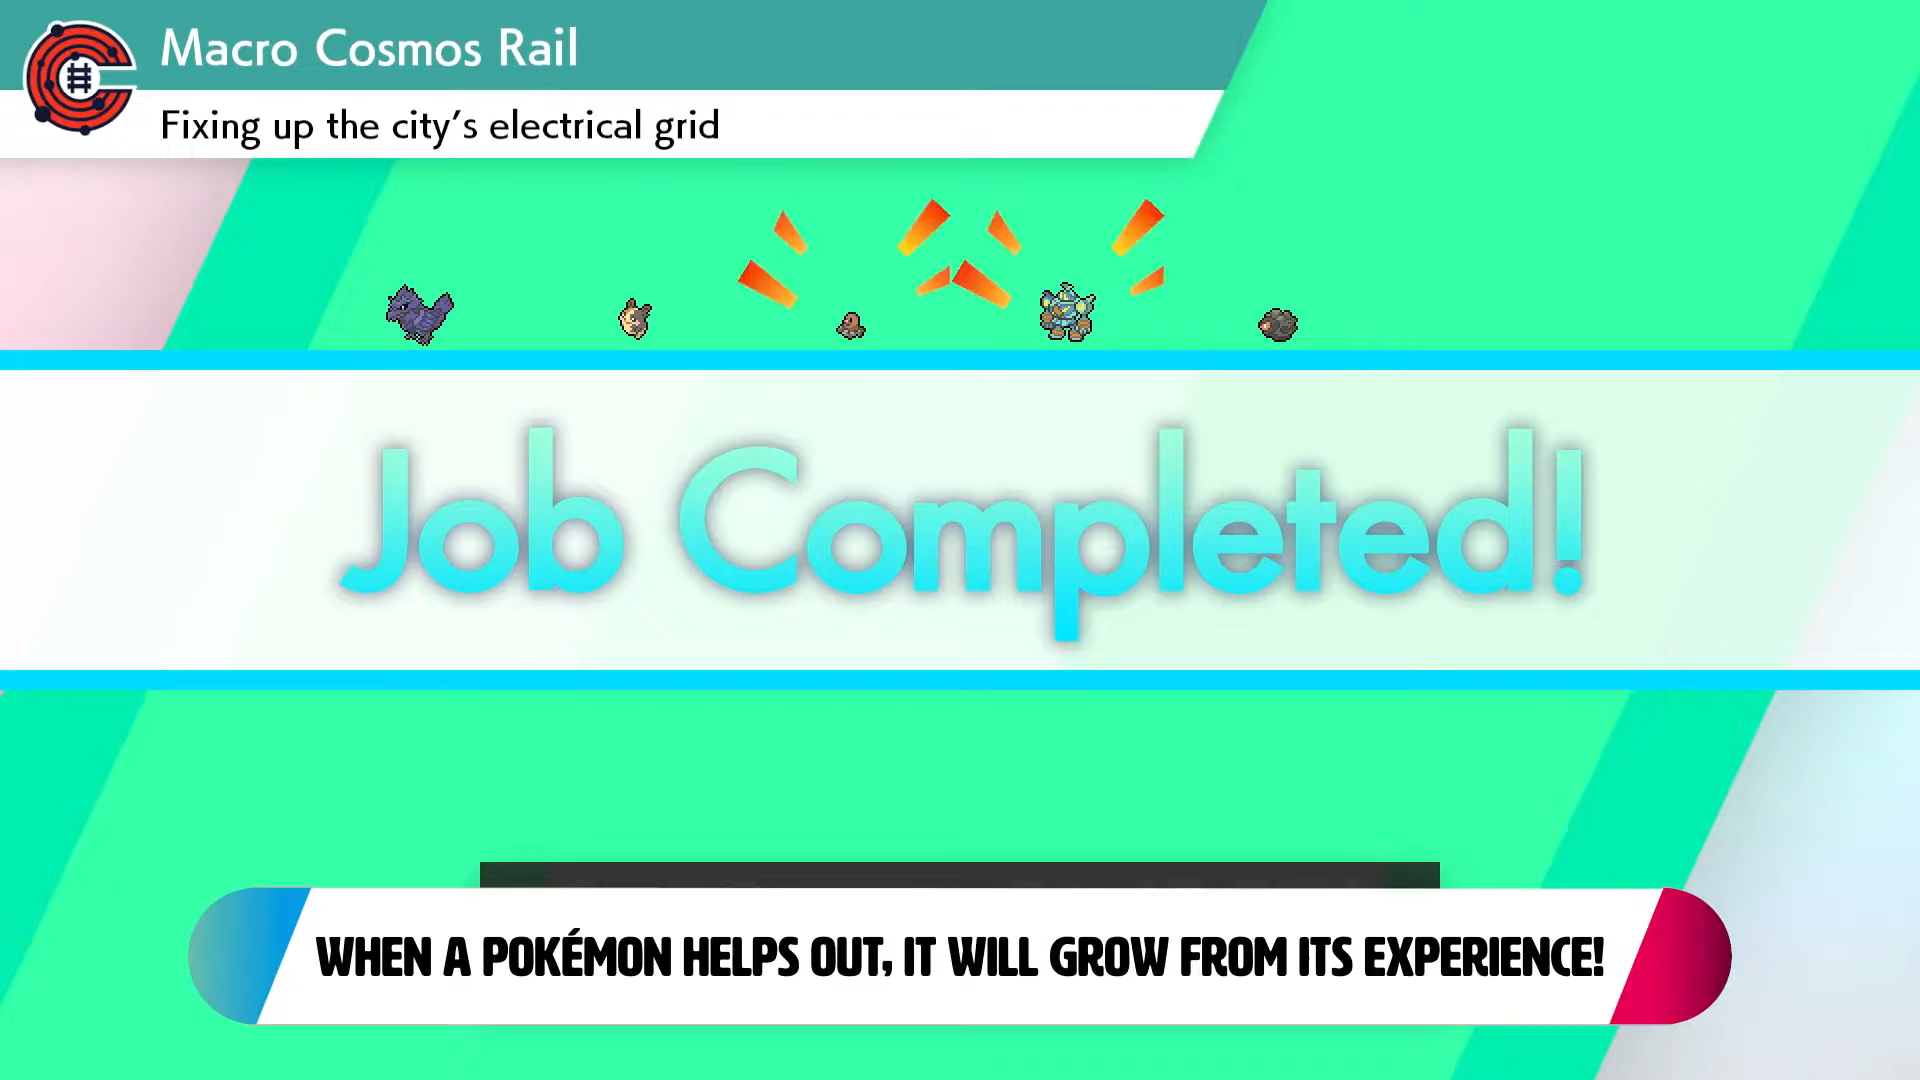 Macro Cosmos Rail
Fixing up the city's electrical grid
Job Completed!
WHEN A POKÉMON HELPS OUT, IT WILL GROW FROM ITS EXPERIENCE!